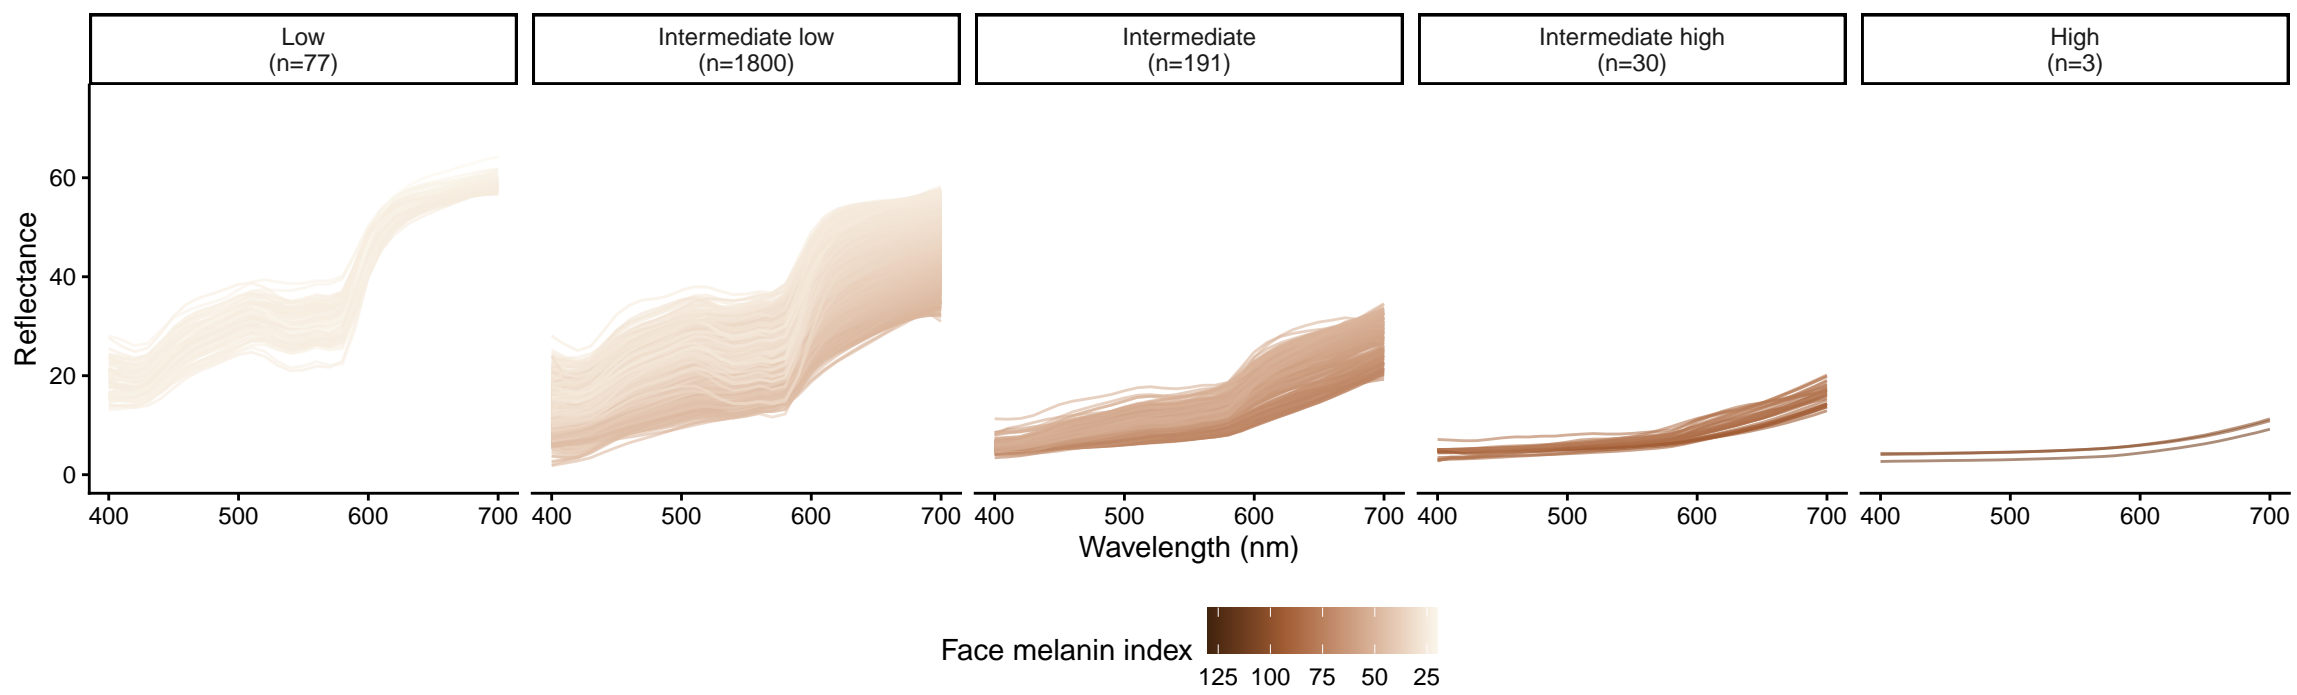 Low
(n=77)
Intermediate low
(n=1800)
Intermediate
(n=191)
Intermediate high
(n=30)
High
(n=3)
Reflectance
60
40
20
0
400 500 600 700
400 500 600 700
400 500 600 700
400 500 600 700
400 500 600 700
Wavelength (nm)
Face melanin index
125 100 75 50 25